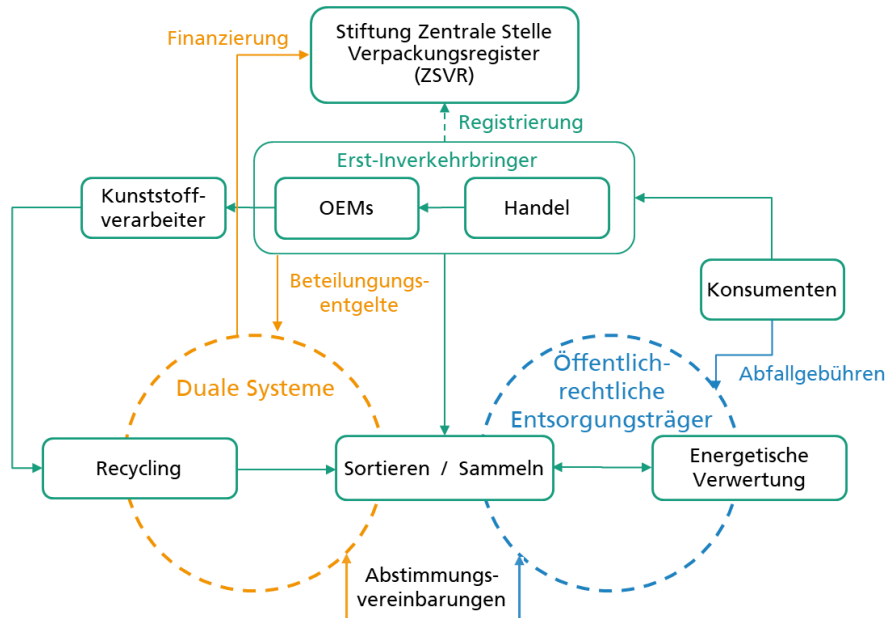 Finanzierung
Stiftung Zentrale Stelle
Verpackungsregister
(ZSVR)
Registrierung
Erst-Inverkehrbringer
Kunststoff-
verarbeiter
OEMs
Handel
Beteilungungs-
entgelte
Konsumenten
Duale Systeme
Öffentlich-
rechtliche
Entsorgungsträger
Abfallgebühren
Recycling
Sortieren / Sammeln
Energetische
Verwertung
Abstimmungs-
vereinbarungen